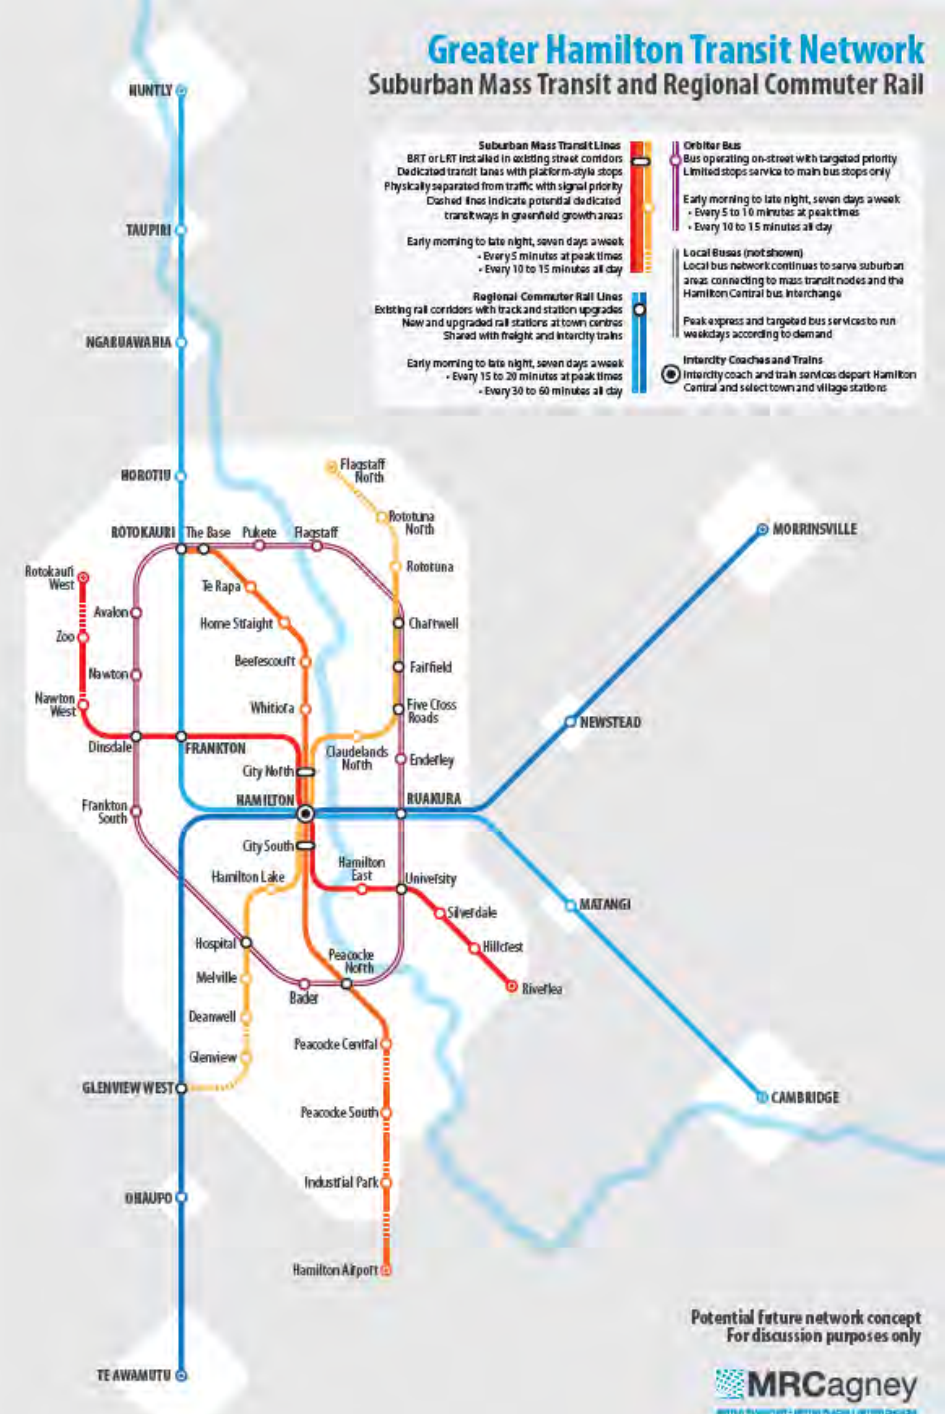 Greater Hamilton Transit Network
Suburban Mass Transit and Regional Commuter Rail
Suburban Mass Transit Lines
BRT or LRT installed in existing street corridors
Dedicated transit lanes with platform-style stops
Physically separated from traffic with signal priority
Dashed lines indicate potential dedicated
transitways in greenfield growth areas
Early morning to late night, seven days a week
• Every 5 minutes at peak times
• Every 10 to 15 minutes all day
Regional Commuter Rail Lines
Existing rail corridors with track and station upgrades
New and upgraded rail stations at town centres
Shared with freight and intercity trains
Early morning to late night, seven days a week
• Every 15 to 20 minutes at peak times
• Every 30 to 60 minutes all day
Orbiter Bus
Bus operating on-street with targeted priority
Limited stops service to main bus stops only
Early morning to late night, seven days a week
• Every 5 to 10 minutes at peak times
• Every 10 to 15 minutes all day
Local Buses (not shown)
Local bus network continues to serve suburban
areas connecting to mass transit nodes and the
Hamilton Central bus interchange
Peak express and targeted bus services to run
weekdays according to demand
Intercity Coaches and Trains
Intercity coach and train services depart Hamilton
Central and select town and village stations
HUNTLY
TAUPIRI
NGARUAWAHIA
HOROTIU
Flagstaff
North
Rototuna
North
ROTOKAURI
The Base
Pukete
Flagstaff
Rototuna
Rotokauri
West
Te Rapa
Avalon
Home Straight
Chartwell
Zoo
Beerescourt
Fairfield
Nawton
Nawton
West
Whitiora
Five Cross
Roads
Dinsdale
FRANKTON
Claudelands
North
Enderley
City North
HAMILTON
RUAKURA
Frankton
South
City South
Hamilton Lake
Hamilton
East
University
Silverdale
Hospital
Hillcrest
Peacocke
North
Melville
Riverlea
Bader
Deanwell
Peacocke Central
Glenview
GLENVIEW WEST
Peacocke South
Industrial Park
OHAUPO
Hamilton Airport
TE AWAMUTU
MORRINSVILLE
NEWSTEAD
MATANGI
CAMBRIDGE
Potential future network concept
For discussion purposes only
MRCagney